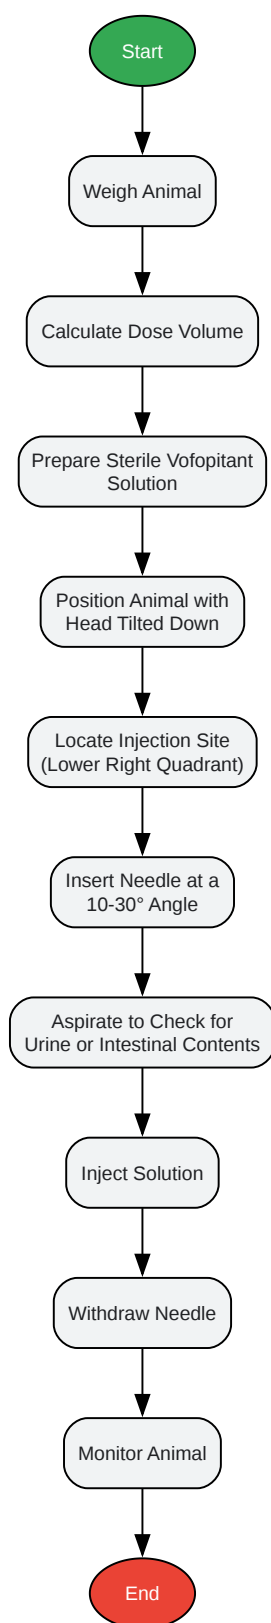 Start
Weigh Animal
Calculate Dose Volume
Prepare Sterile Vofopitant
Solution
Position Animal with
Head Tilted Down
Locate Injection Site
(Lower Right Quadrant)
Insert Needle at a
10-30° Angle
Aspirate to Check for
Urine or Intestinal Contents
Inject Solution
Withdraw Needle
Monitor Animal
End